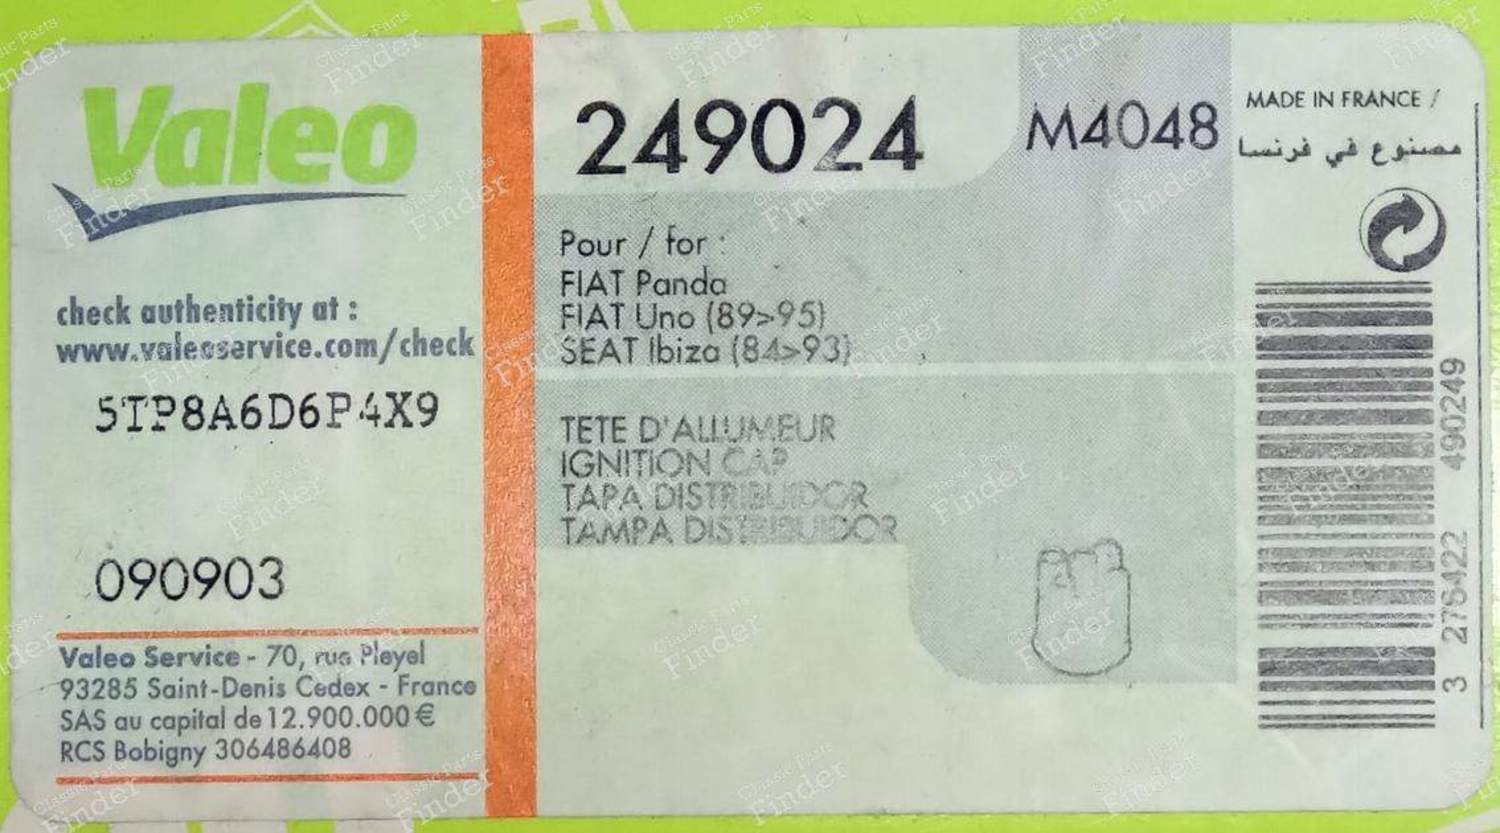 Valeo
check authenticity at :
www.valeoservice.com/check
5TP8A6D6P4X9
090903
Valeo Service - 70, rue Pleyel
93285 Saint-Denis Cedex - France
SAS au capital de 12.900.000 €
RCS Bobigny 306486408
249024
M4048
Pour / for :
FIAT Panda
FIAT Uno (89>95)
SEAT Ibiza (84>93)
TETE D'ALLUMEUR
IGNITION CAP
TAPA DISTRIBUIDOR
TAMPA DISTRIBUIDOR
MADE IN FRANCE /
مصنوع في فرنسا
3 276422 490249
Classic Parts Finder